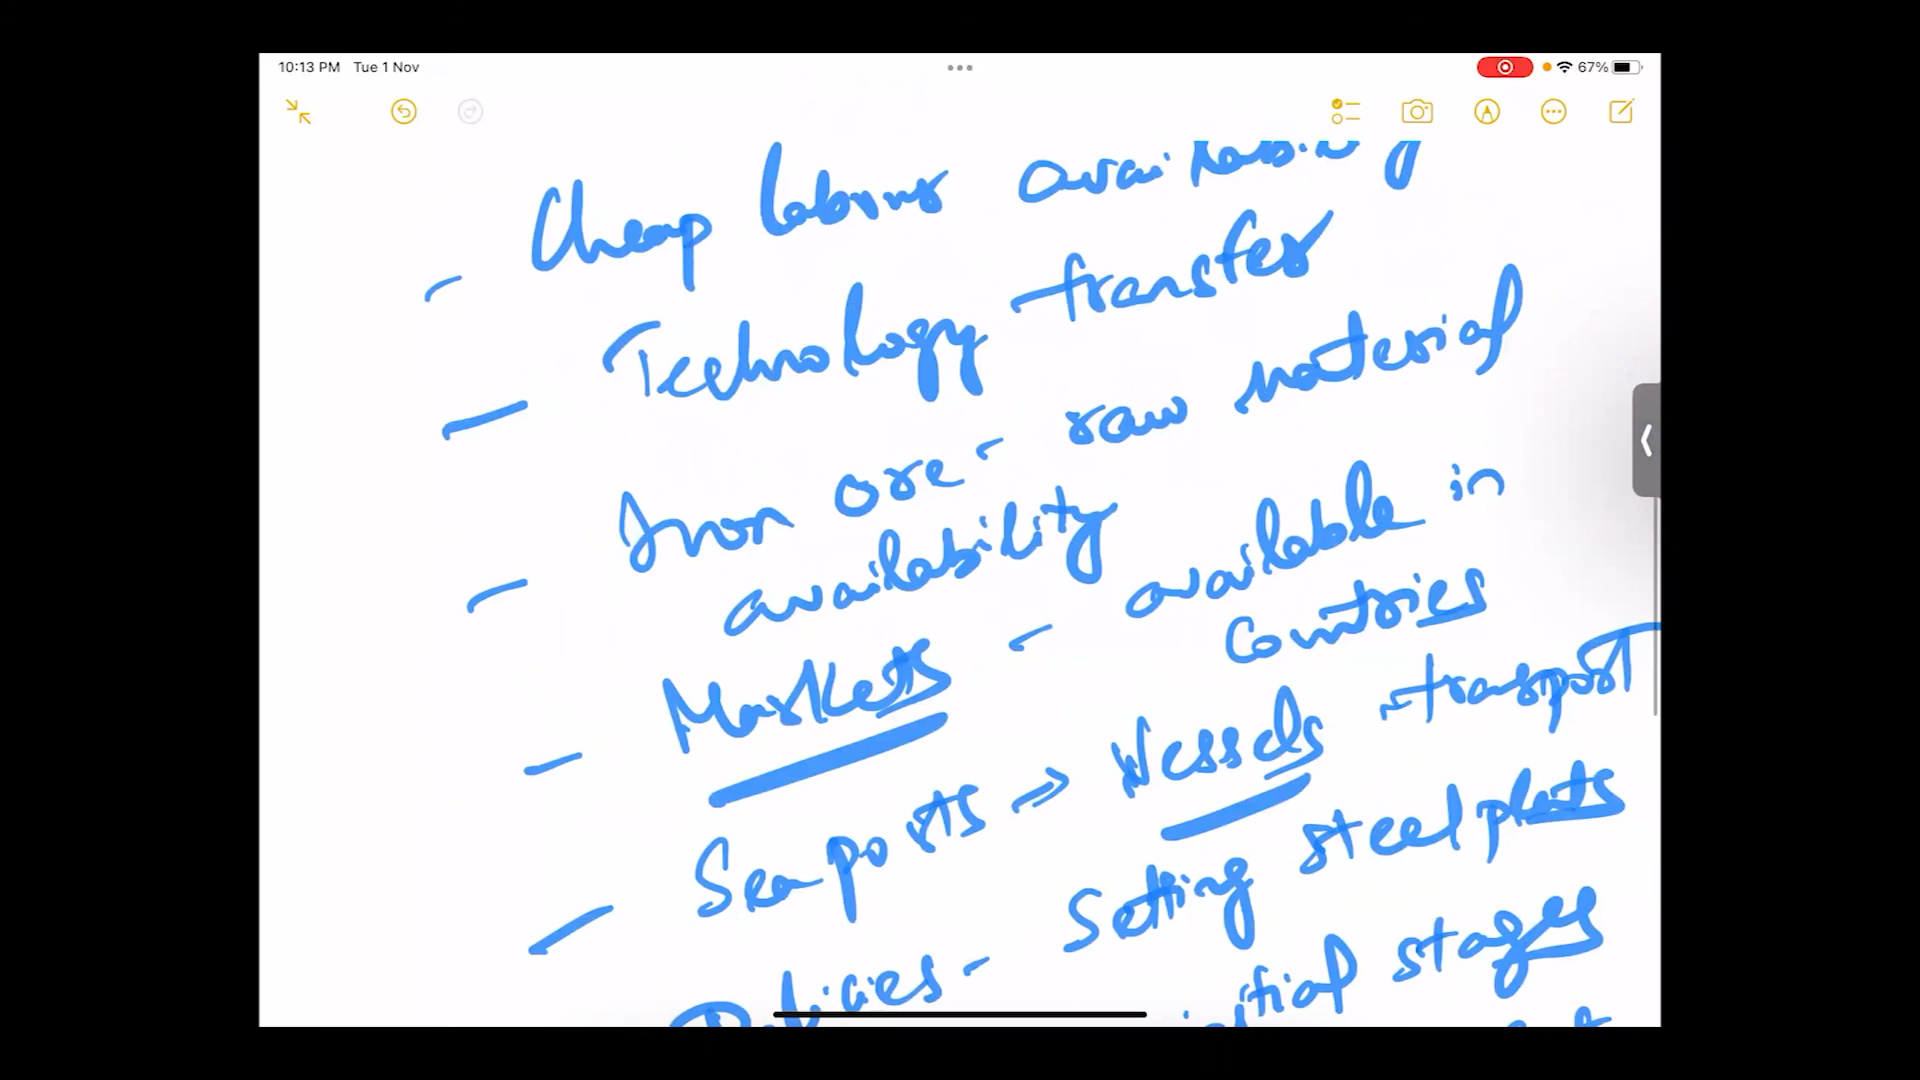 10:13 PM Tue 1 Nov
67%
- Cheap labour availability
- Technology transfer
- Iron ore - raw material
availability
- Markets - available in
countries
- Seaports → Vessels - transport
Policies - Setting steel plants
initial stages